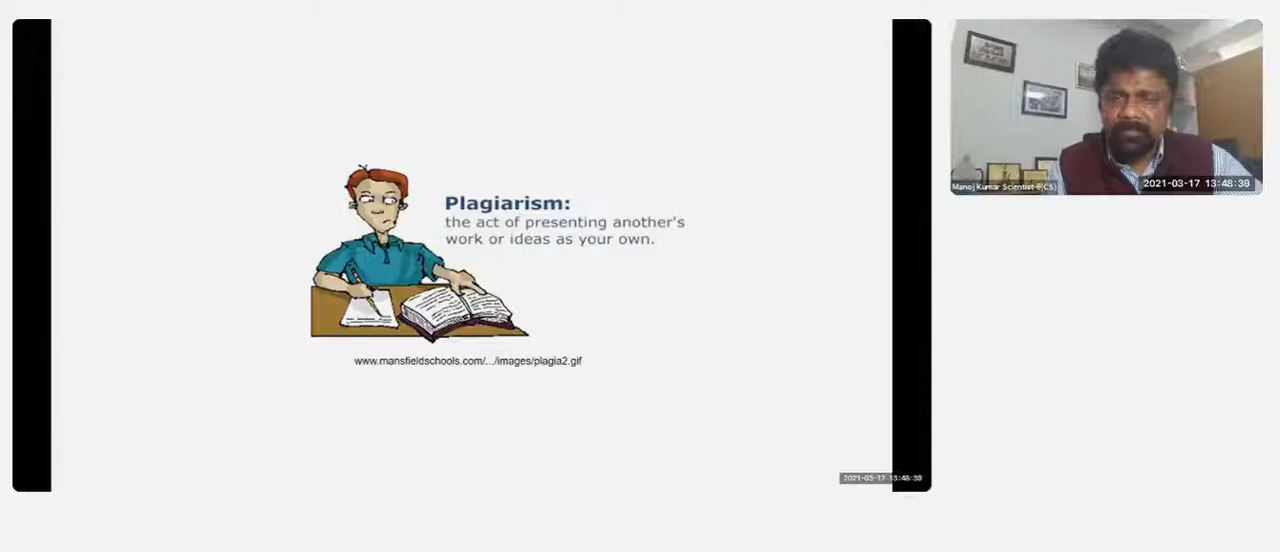 Plagiarism:
the act of presenting another's
work or ideas as your own.
www.mansfieldschools.com/.../images/plagia2.gif
2021-03-17 13:48:39
Manoj Kumar Scientist-F(CS)
2021-03-17 13:48:39